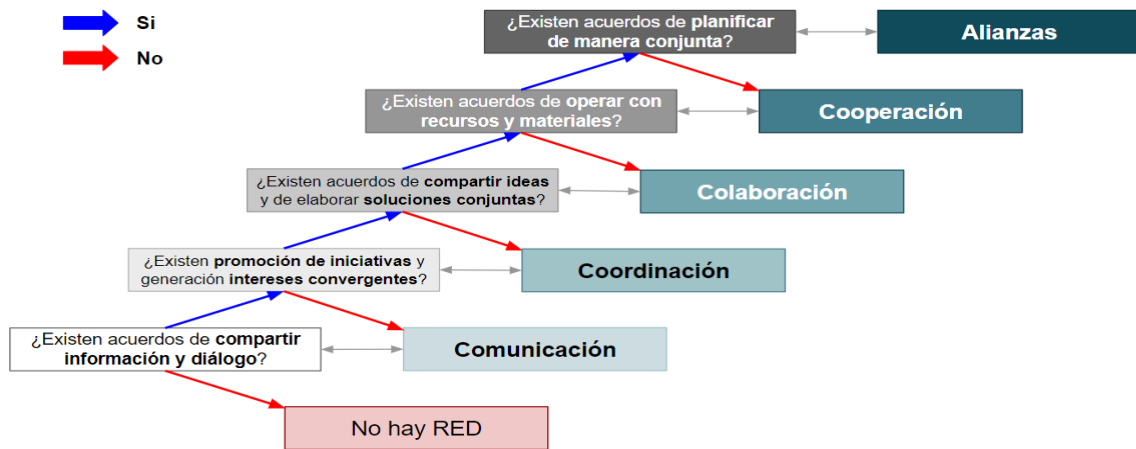 Si
No
¿Existen acuerdos de planificar
de manera conjunta?
Alianzas
¿Existen acuerdos de operar con
recursos y materiales?
Cooperación
¿Existen acuerdos de compartir ideas
y de elaborar soluciones conjuntas?
Colaboración
¿Existen promoción de iniciativas y
generación intereses convergentes?
Coordinación
¿Existen acuerdos de compartir
información y diálogo?
Comunicación
No hay RED